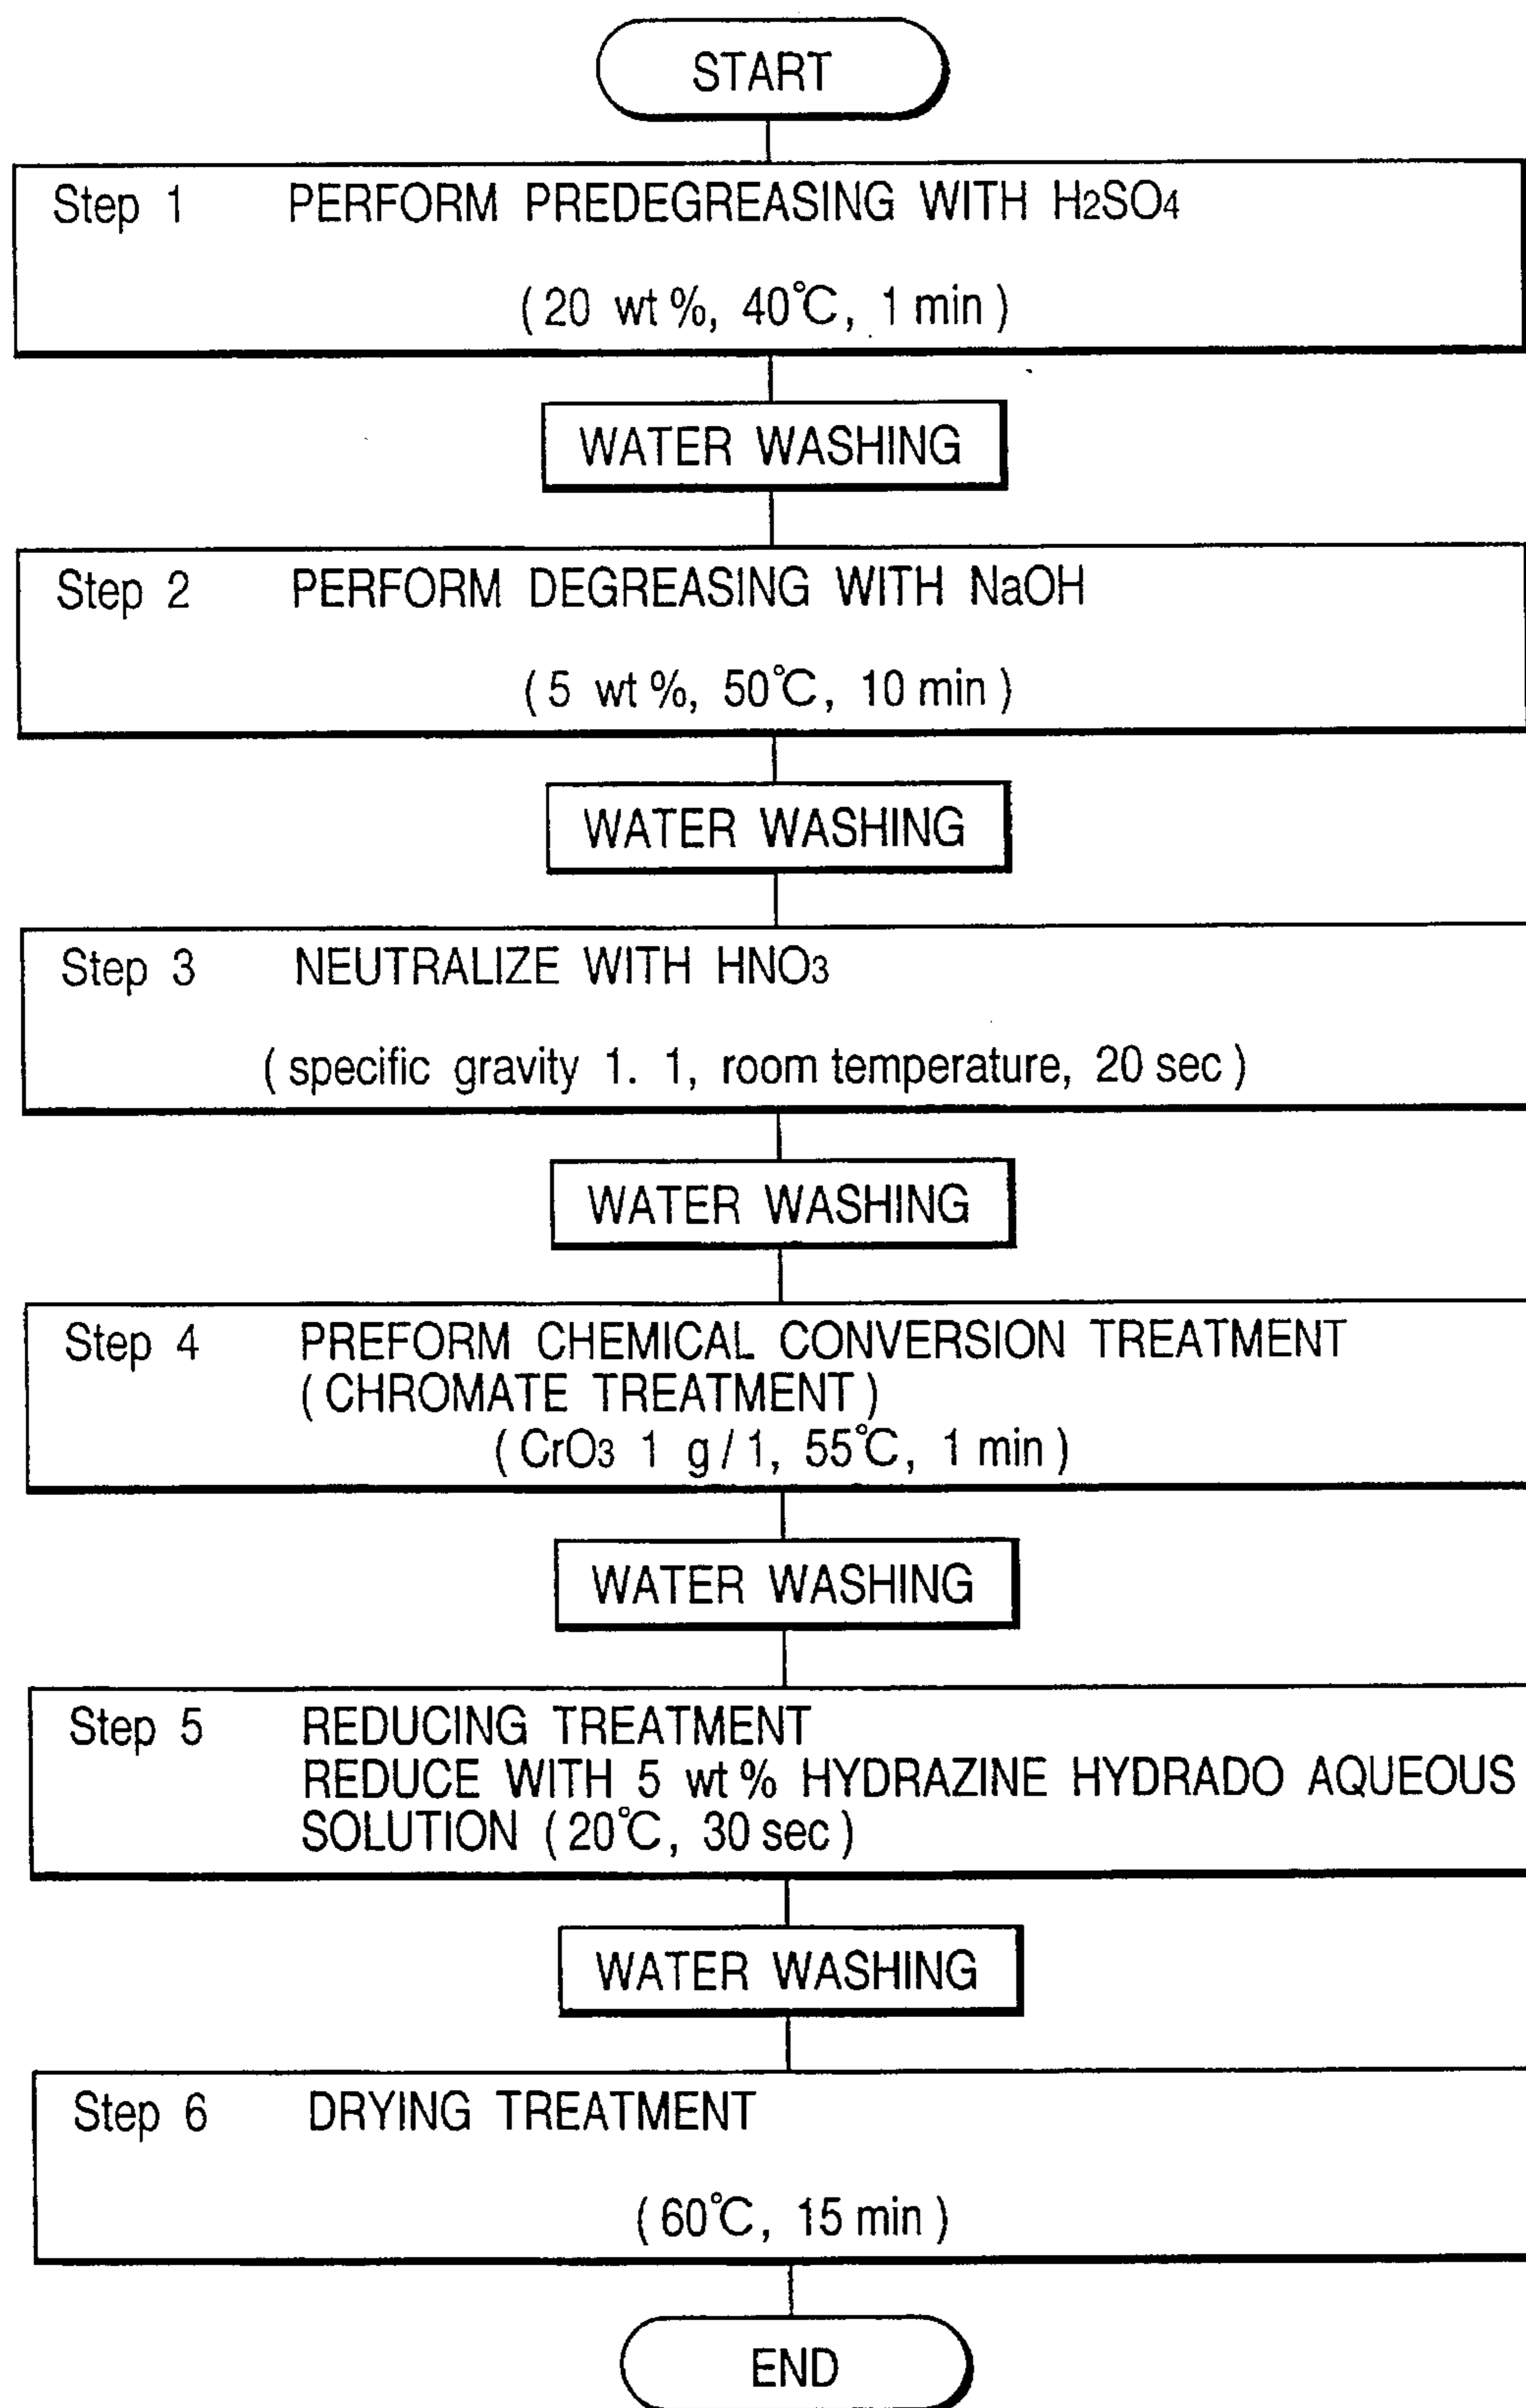 START
Step 1 PERFORM PREDEGREASING WITH H2SO4
(20 wt%, 40℃, 1 min)
WATER WASHING
Step 2 PERFORM DEGREASING WITH NaOH
(5 wt%, 50℃, 10 min)
WATER WASHING
Step 3 NEUTRALIZE WITH HNO3
(specific gravity 1. 1, room temperature, 20 sec)
WATER WASHING
Step 4 PREFORM CHEMICAL CONVERSION TREATMENT
(CHROMATE TREATMENT)
(CrO3 1 g/1, 55℃, 1 min)
WATER WASHING
Step 5 REDUCING TREATMENT
REDUCE WITH 5 wt% HYDRAZINE HYDRADO AQUEOUS
SOLUTION (20℃, 30 sec)
WATER WASHING
Step 6 DRYING TREATMENT
(60℃, 15 min)
END